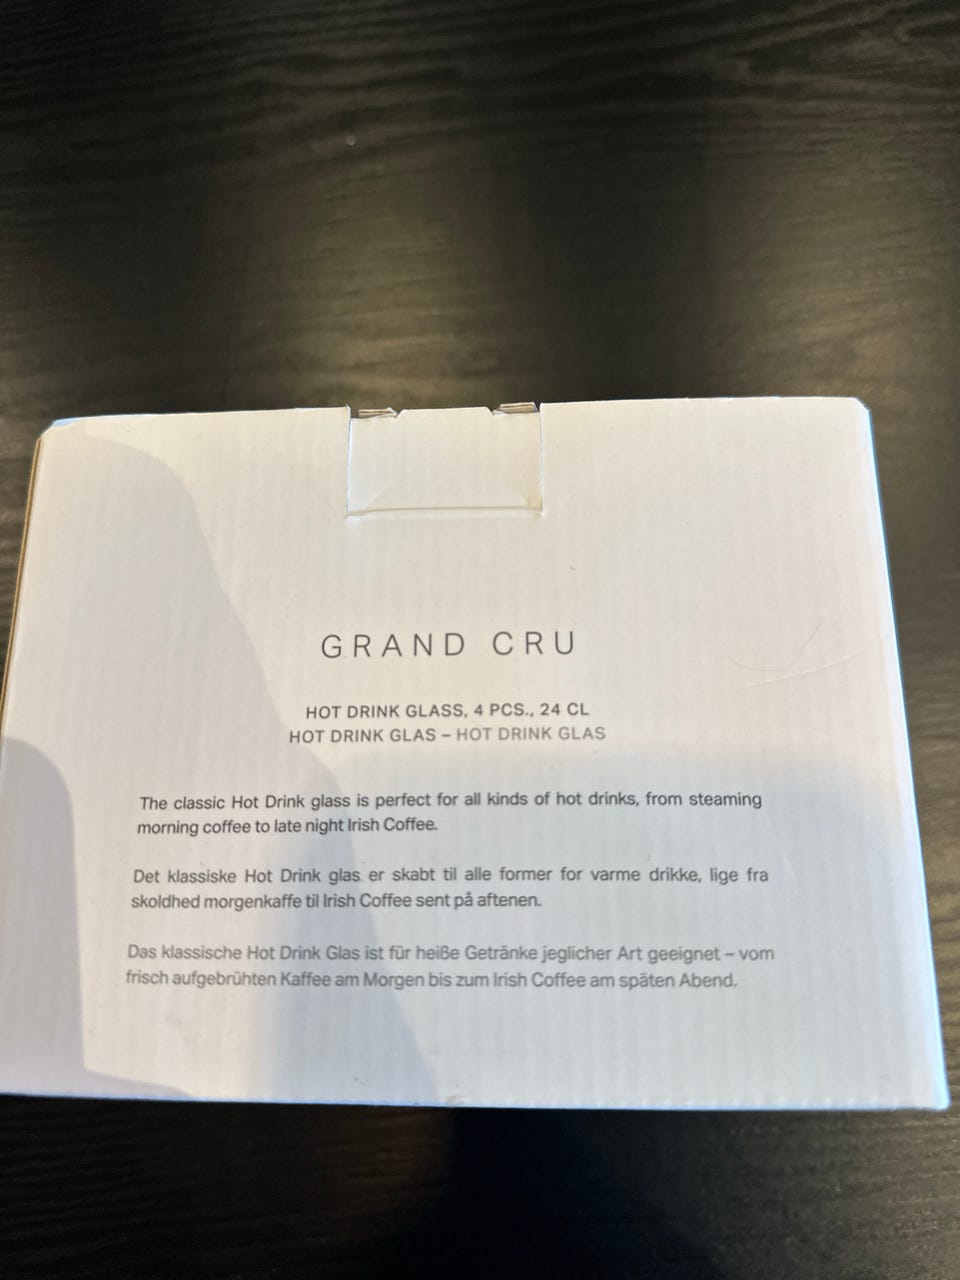 GRAND CRU
HOT DRINK GLASS, 4 PCS., 24 CL
HOT DRINK GLAS – HOT DRINK GLAS
The classic Hot Drink glass is perfect for all kinds of hot drinks, from steaming
morning coffee to late night Irish Coffee.
Det klassiske Hot Drink glas er skabt til alle former for varme drikke, lige fra
skoldhed morgenkaffe til Irish Coffee sent på aftenen.
Das klassische Hot Drink Glas ist für heiße Getränke jeglicher Art geeignet – vom
frisch aufgebrühten Kaffee am Morgen bis zum Irish Coffee am späten Abend.